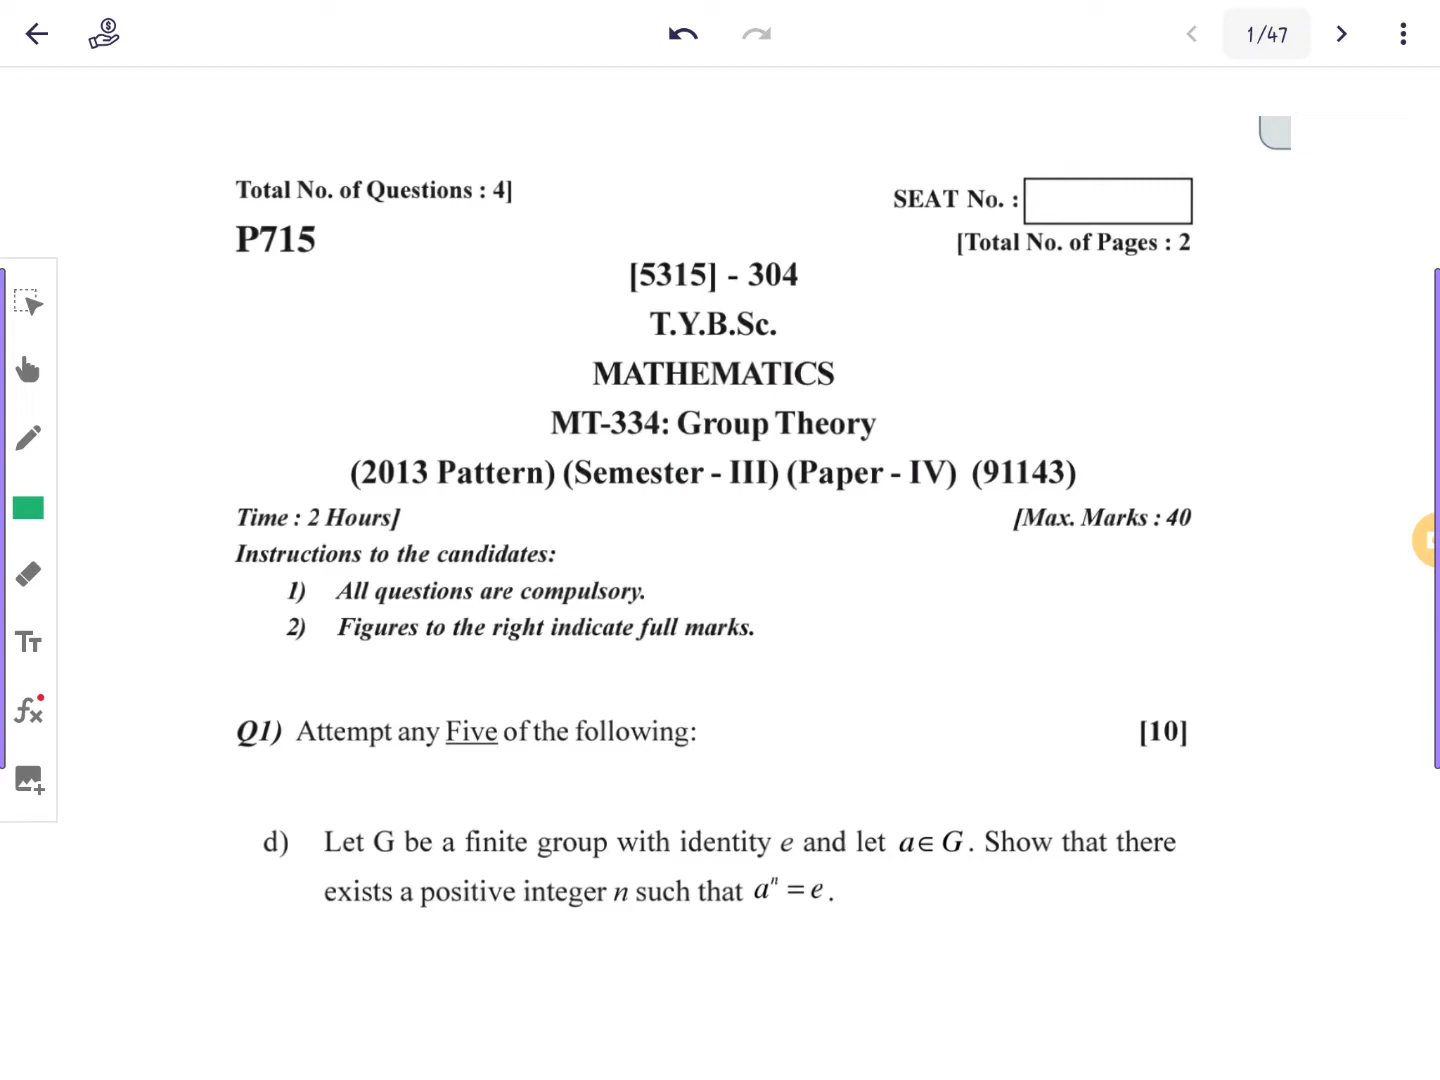 1/47
Total No. of Questions : 4]
SEAT No. :
P715
[Total No. of Pages : 2
[5315] - 304
T.Y.B.Sc.
MATHEMATICS
MT-334: Group Theory
(2013 Pattern) (Semester - III) (Paper - IV) (91143)
Time : 2 Hours]
[Max. Marks : 40
Instructions to the candidates:
1) All questions are compulsory.
2) Figures to the right indicate full marks.
Tт
fx
Q1) Attempt any Five of the following: [10]
d) Let G be a finite group with identity e and let a ∈ G. Show that there
exists a positive integer n such that aⁿ = e.